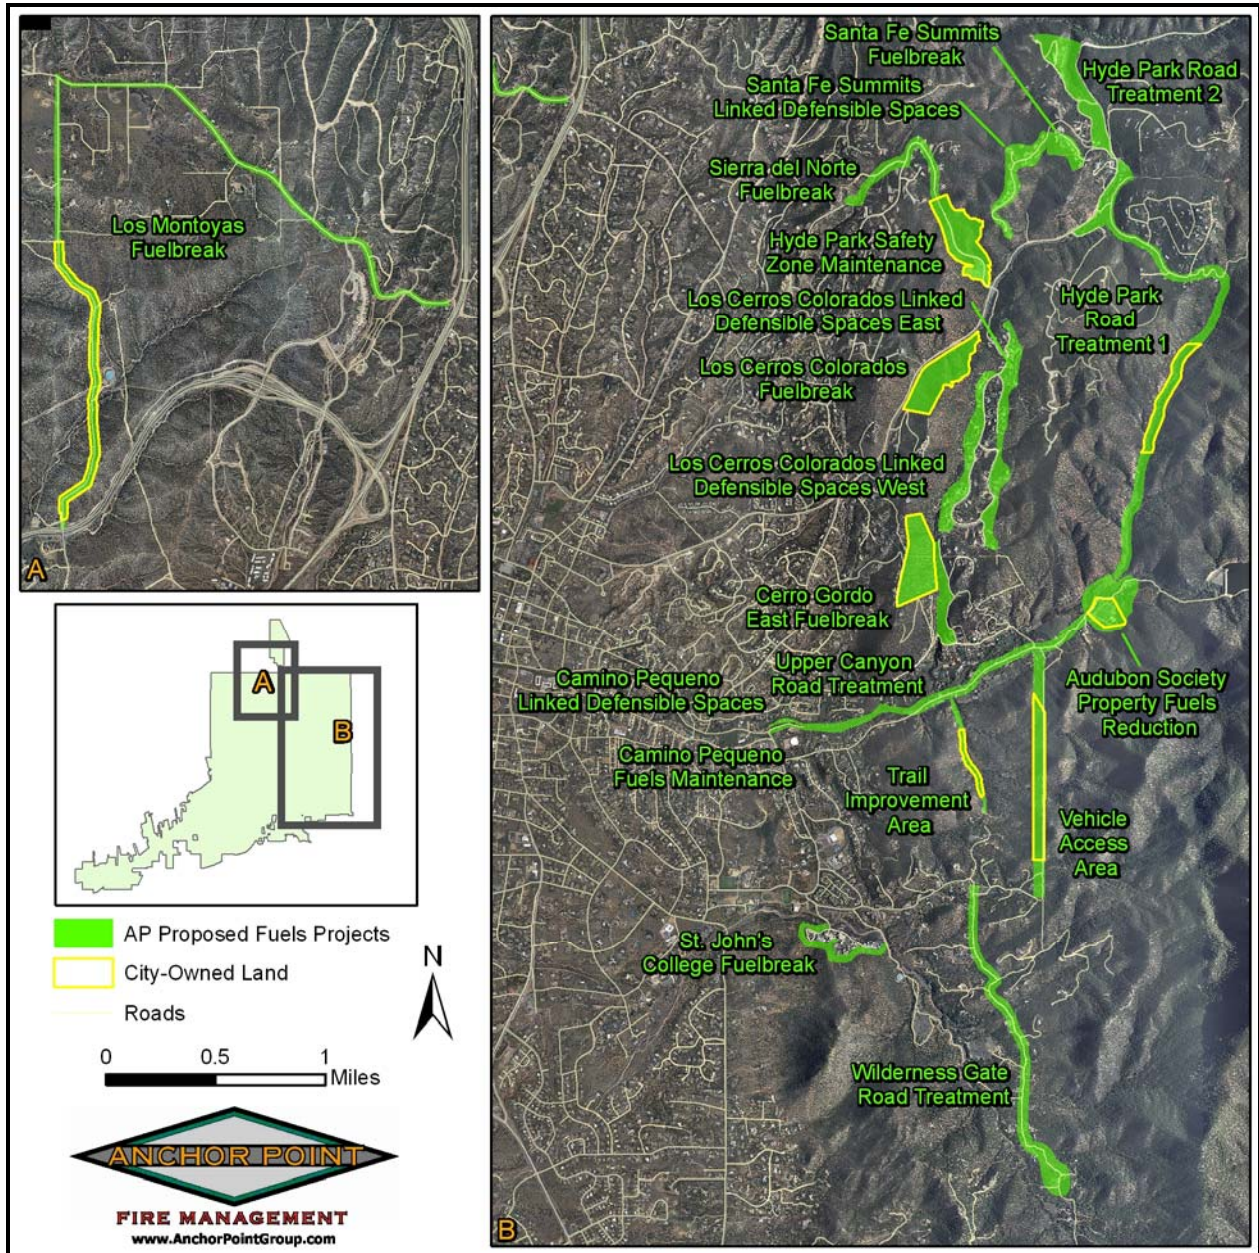 Los Montoyas
Fuelbreak
A
A
B
AP Proposed Fuels Projects
City-Owned Land
Roads
N
0 0.5 1
Miles
ANCHOR POINT
FIRE MANAGEMENT
www.AnchorPointGroup.com
Santa Fe Summits
Fuelbreak
Hyde Park Road
Treatment 2
Santa Fe Summits
Linked Defensible Spaces
Sierra del Norte
Fuelbreak
Hyde Park Safety
Zone Maintenance
Los Cerros Colorados Linked
Defensible Spaces East
Hyde Park
Road
Treatment 1
Los Cerros Colorados
Fuelbreak
Los Cerros Colorados Linked
Defensible Spaces West
Cerro Gordo
East Fuelbreak
Upper Canyon
Road Treatment
Camino Pequeno
Linked Defensible Spaces
Audubon Society
Property Fuels
Reduction
Camino Pequeno
Fuels Maintenance
Trail
Improvement
Area
Vehicle
Access
Area
St. John's
College Fuelbreak
Wilderness Gate
Road Treatment
B